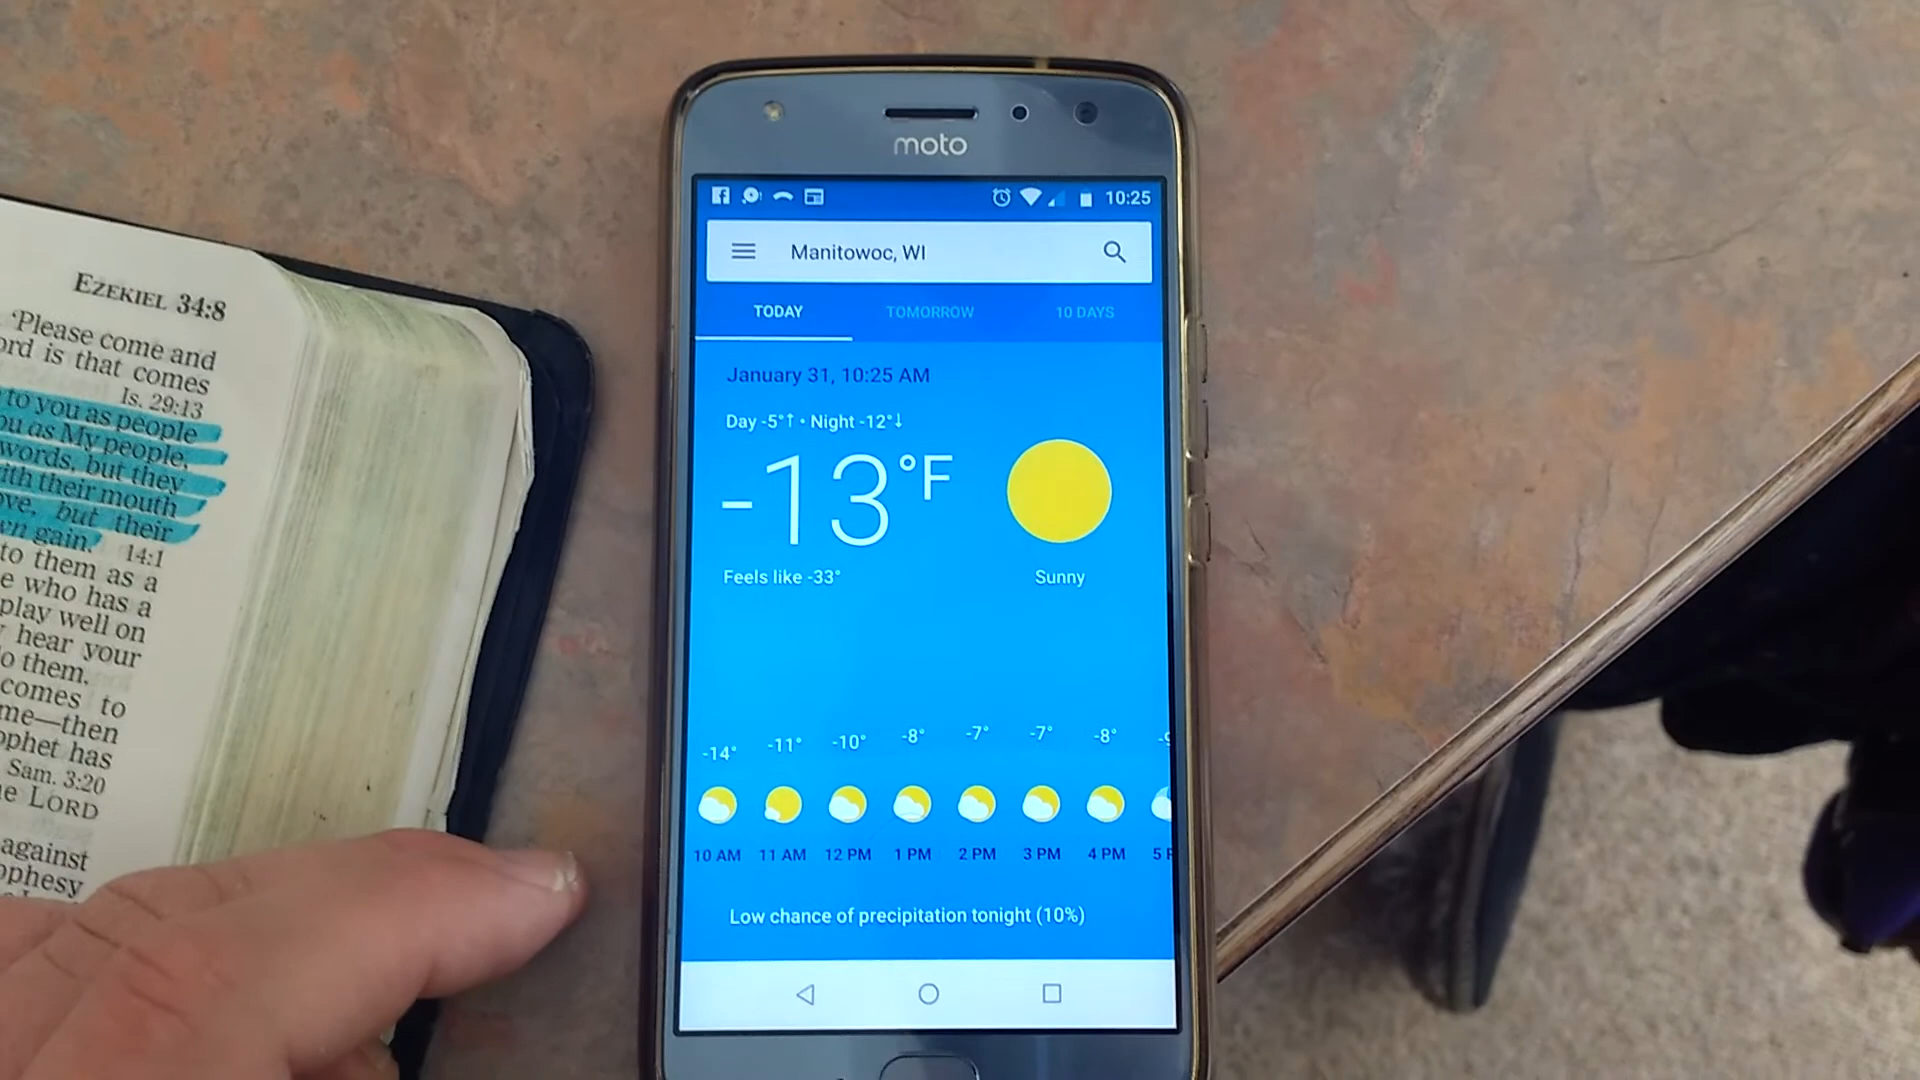 EZEKIEL 34:8
'Please come and
ord is that comes
Is. 29:13
to you as people
ou as My people,
words, but they
ith their mouth
ove, but their
wn gain. 14:1
to them as a
e who has a
play well on
hear your
o them.
comes to
me—then
ophet has
Sam. 3:20
he LORD
against
ophesy
moto
10:25
Manitowoc, WI
TODAY
TOMORROW
10 DAYS
January 31, 10:25 AM
Day -5°↑ • Night -12°↓
-13°F
Feels like -33°
Sunny
-14° -11° -10° -8° -7° -7° -8° -9
10 AM 11 AM 12 PM 1 PM 2 PM 3 PM 4 PM 5 P
Low chance of precipitation tonight (10%)